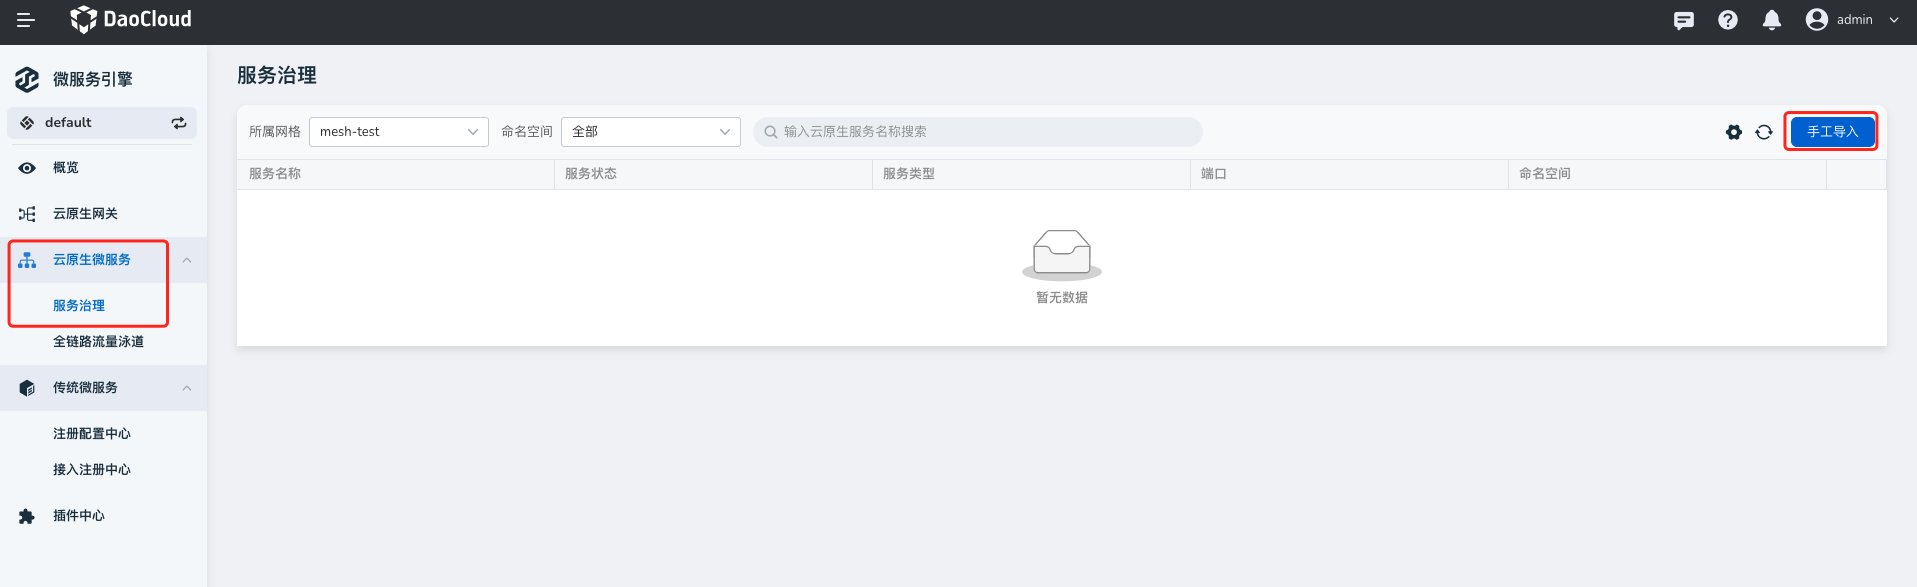 DaoCloud
admin
微服务引擎
default
概览
云原生网关
云原生微服务
服务治理
全链路流量泳道
传统微服务
注册配置中心
接入注册中心
插件中心
服务治理
所属网格 mesh-test 命名空间 全部 输入云原生服务名称搜索 手工导入
服务名称 服务状态 服务类型 端口 命名空间
暂无数据